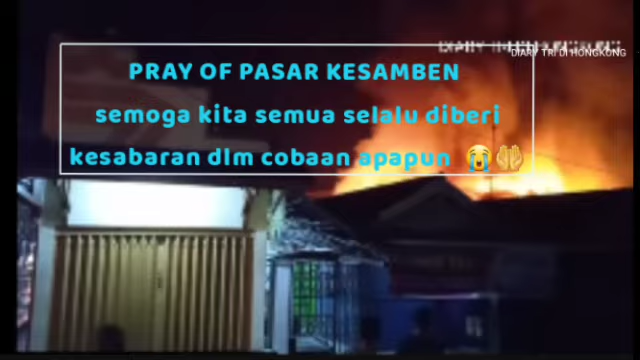 DIARY TRI DI HONGKONG
PRAY OF PASAR KESAMBEN
semoga kita semua selalu diberi
kesabaran dlm cobaan apapun 😭🤲